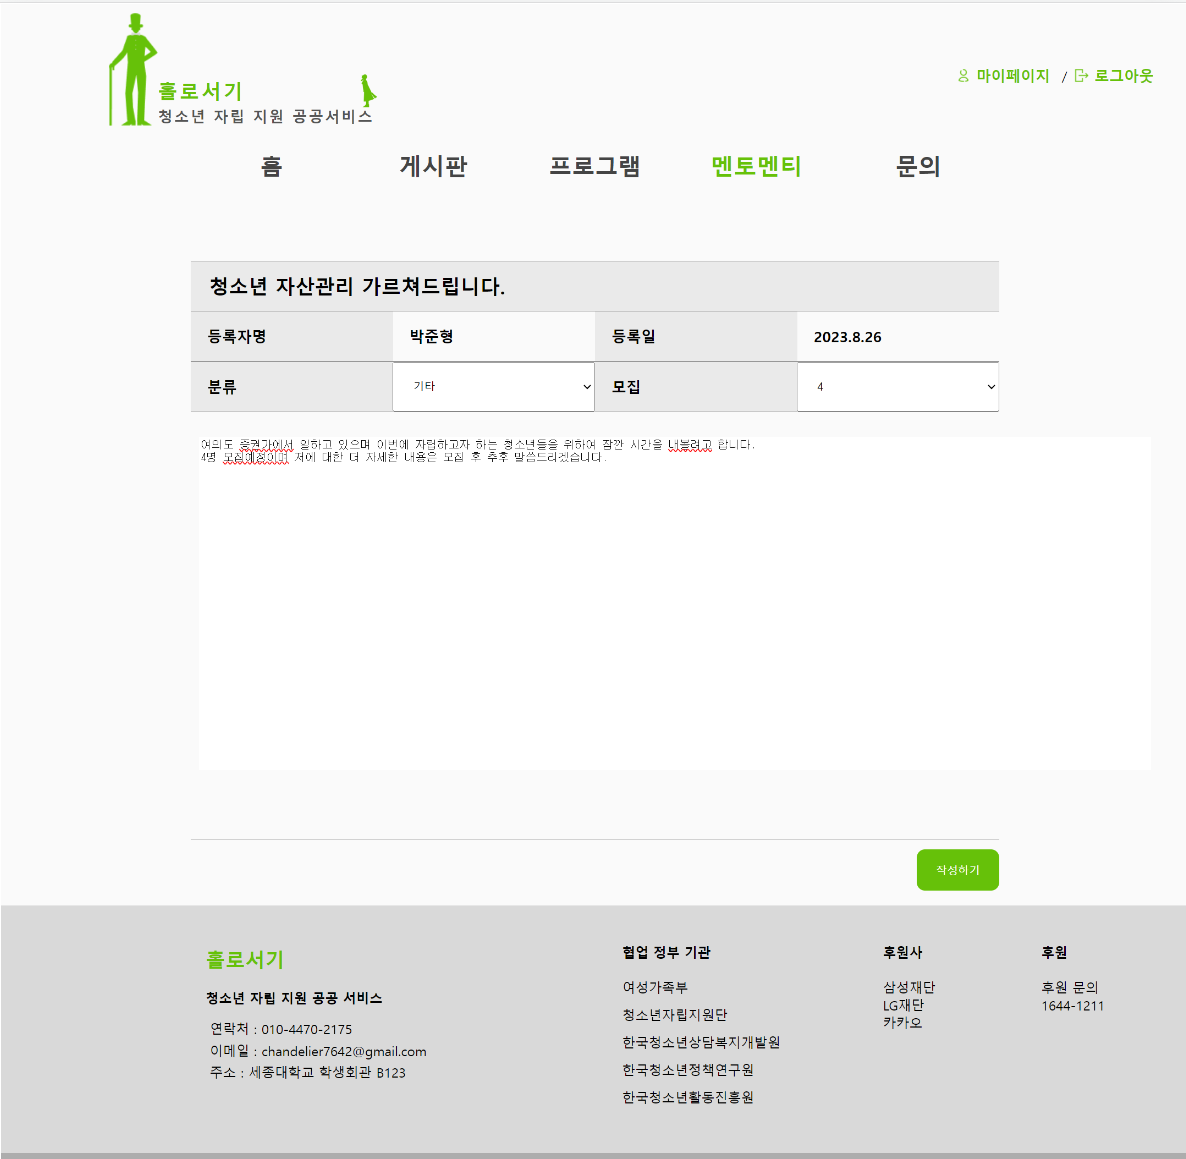 홀로서기
청소년 자립 지원 공공서비스
마이페이지 / 로그아웃
홈 게시판 프로그램 멘토멘티 문의
청소년 자산관리 가르쳐드립니다.
등록자명 박준형 등록일 2023.8.26
분류 기타 모집 4
여의도 증권가에서 일하고 있으며 이번에 자립하고자 하는 청소년들을 위하여 잠깐 시간을 내볼려고 합니다.
4명 모집예정이며 저에 대한 더 자세한 내용은 모집 후 추후 말씀드리겠습니다.
작성하기
홀로서기
청소년 자립 지원 공공 서비스
연락처 : 010-4470-2175
이메일 : chandelier7642@gmail.com
주소 : 세종대학교 학생회관 B123
협업 정부 기관
여성가족부
청소년자립지원단
한국청소년상담복지개발원
한국청소년정책연구원
한국청소년활동진흥원
후원사
삼성재단
LG재단
카카오
후원
후원 문의
1644-1211